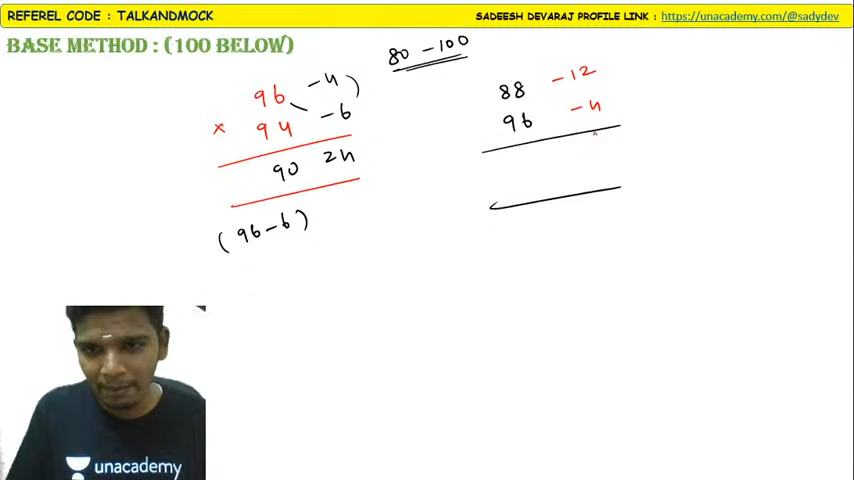 REFEREL CODE : TALKANDMOCK
SADEESH DEVARAJ PROFILE LINK : https://unacademy.com/@sadydev
BASE METHOD : (100 BELOW)
80 - 100
96 - 4 )
× 94 - 6
90 24
(96 - 6)
88 - 12
96 - 4
unacademy